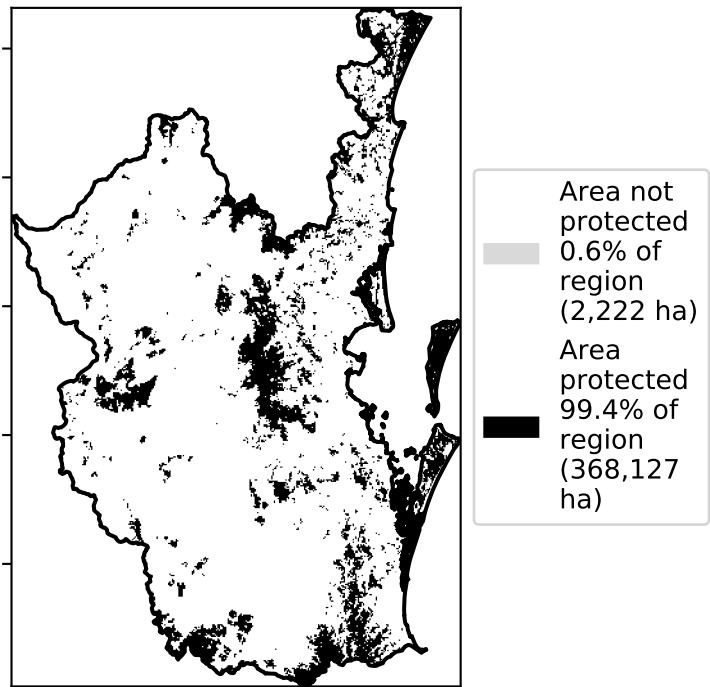 Area not
protected
0.6% of
region
(2,222 ha)
Area
protected
99.4% of
region
(368,127
ha)